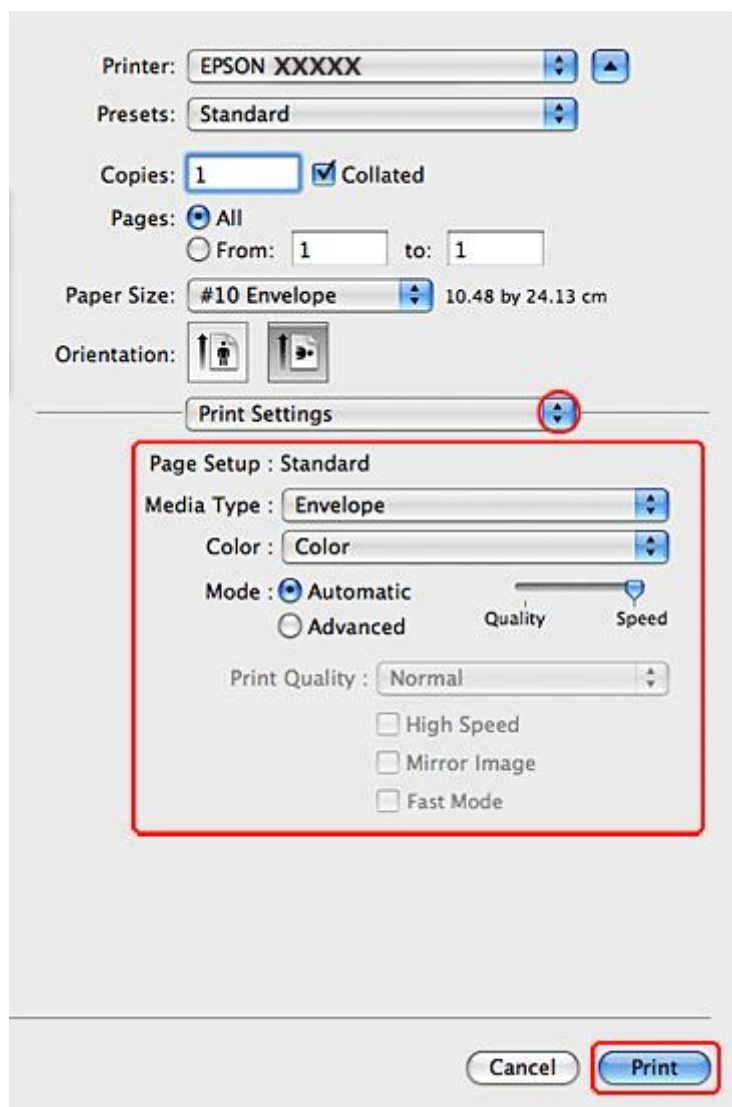 Printer: EPSON XXXXX
Presets: Standard
Copies: 1 Collated
Pages: All
From: 1 to: 1
Paper Size: #10 Envelope 10.48 by 24.13 cm
Orientation:
Print Settings
Page Setup : Standard
Media Type : Envelope
Color : Color
Mode : Automatic
Advanced
Quality Speed
Print Quality : Normal
High Speed
Mirror Image
Fast Mode
Cancel Print